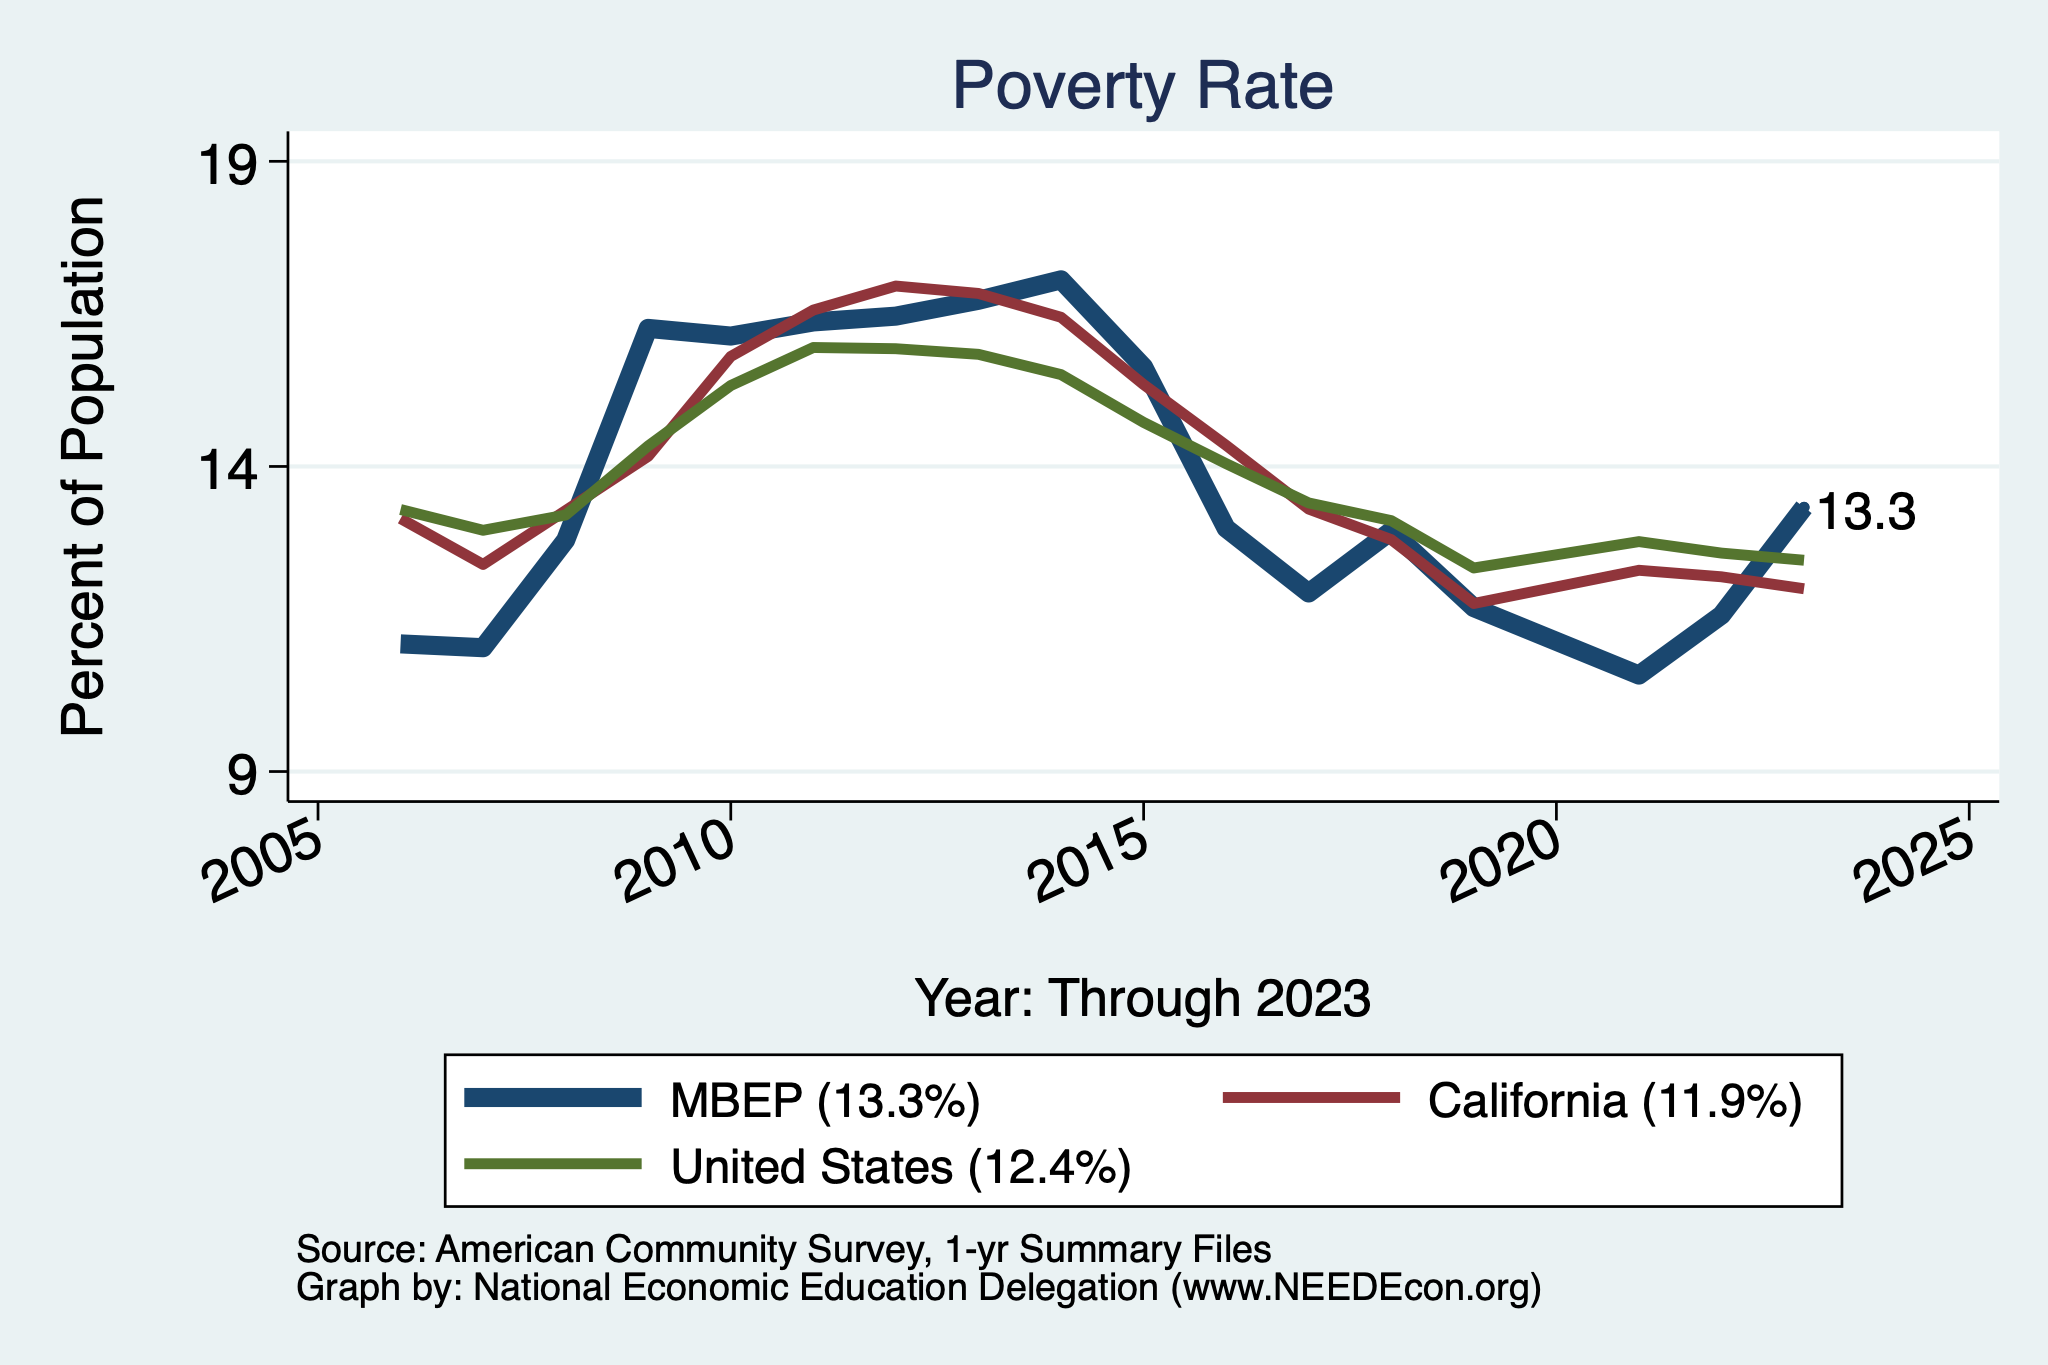 Poverty Rate
Percent of Population
19
14
9
13.3
2005 2010 2015 2020 2025
Year: Through 2023
MBEP (13.3%) California (11.9%)
United States (12.4%)
Source: American Community Survey, 1-yr Summary Files
Graph by: National Economic Education Delegation (www.NEEDEcon.org)